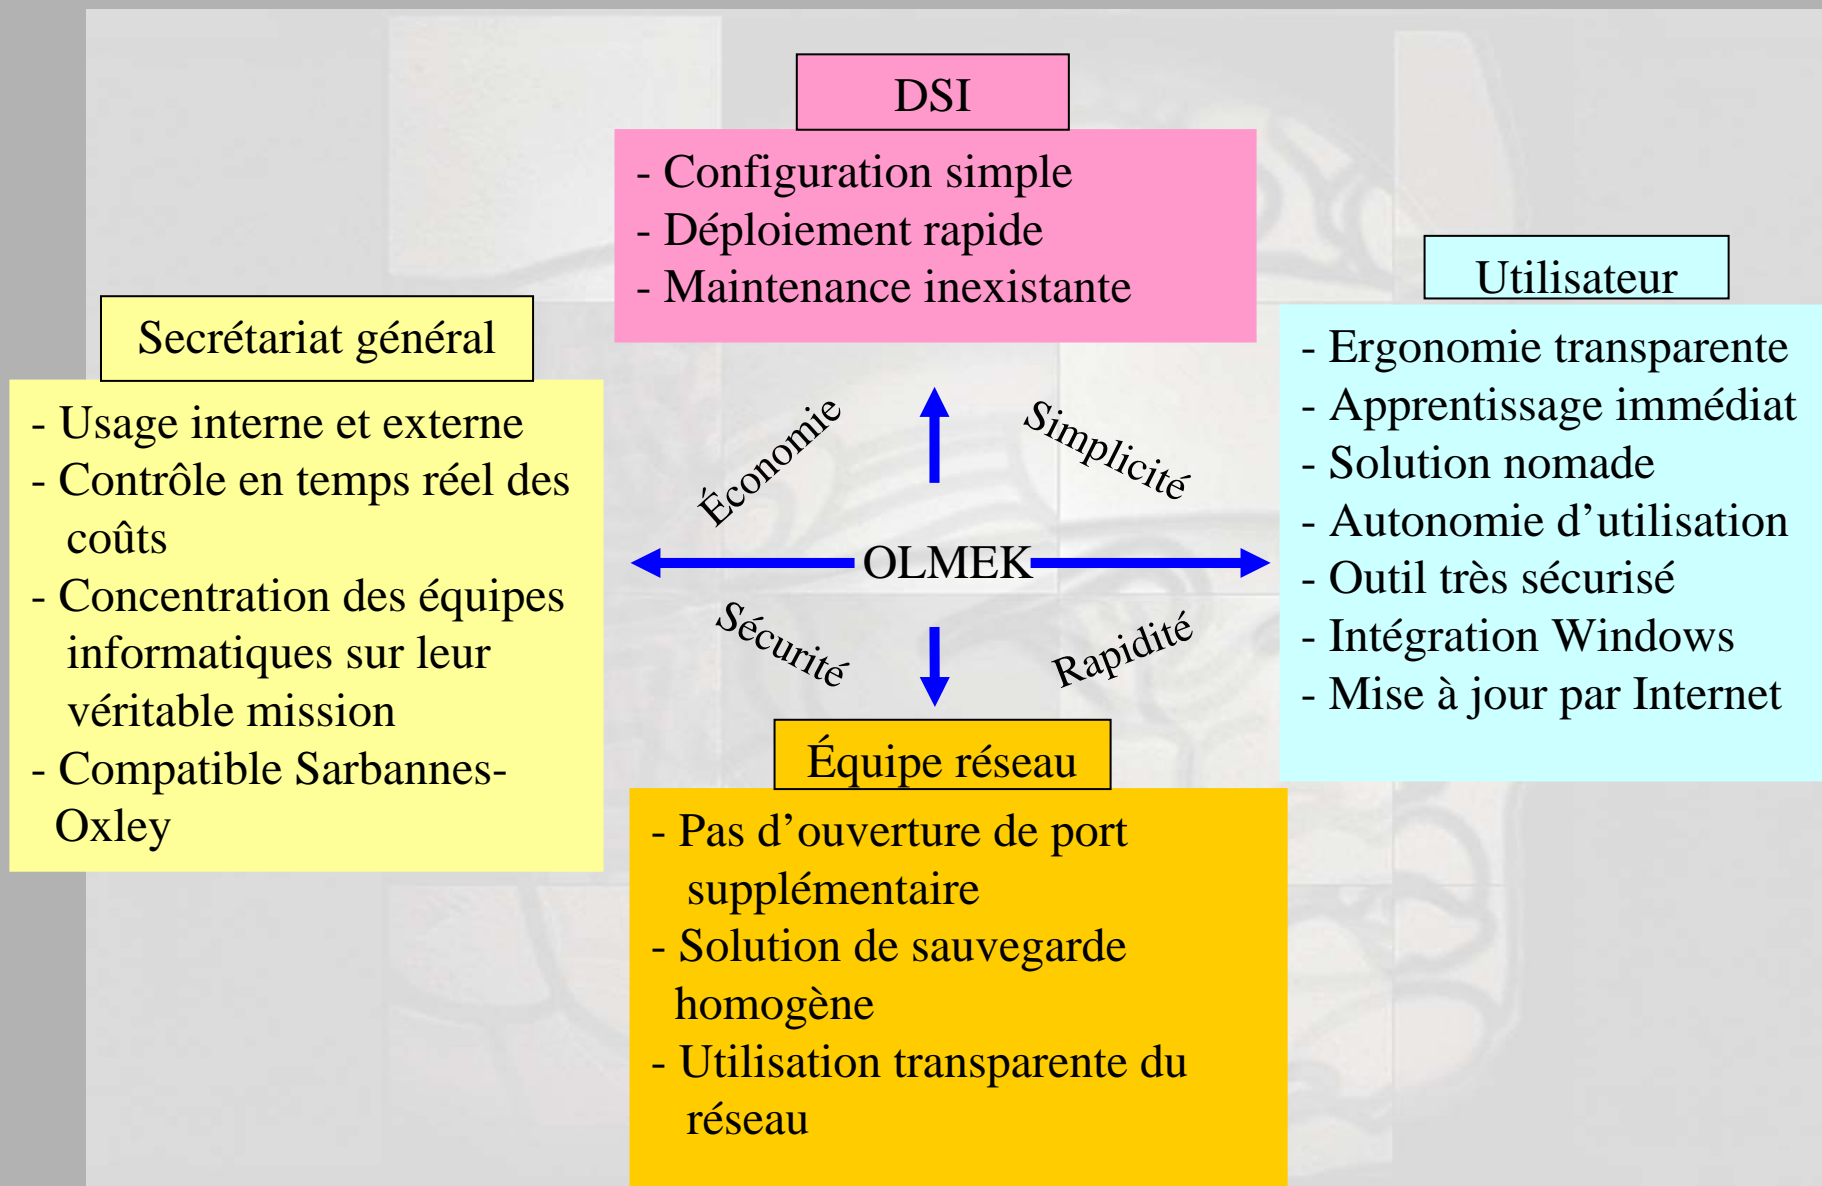 DSI
- Configuration simple
- Déploiement rapide
- Maintenance inexistante
Secrétariat général
- Usage interne et externe
- Contrôle en temps réel des
coûts
- Concentration des équipes
informatiques sur leur
véritable mission
- Compatible Sarbannes-
Oxley
Utilisateur
- Ergonomie transparente
- Apprentissage immédiat
- Solution nomade
- Autonomie d’utilisation
- Outil très sécurisé
- Intégration Windows
- Mise à jour par Internet
Économie
Simplicité
OLMEK
Sécurité
Rapidité
Équipe réseau
- Pas d’ouverture de port
supplémentaire
- Solution de sauvegarde
homogène
- Utilisation transparente du
réseau